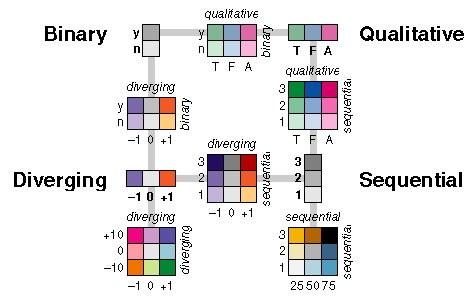 qualitative
Binary
y
n
y
n
binary
Qualitative
T F A
T F A
qualitative
diverging
3
2
1
sequential
y
n
binary
T F A
−1 0 +1
diverging
Diverging
3
2
1
sequential
3
2
1
Sequential
−1 0 +1
−1 0 +1
diverging
sequential
+10
0
−10
diverging
3
2
1
sequential
−1 0 +1
25 50 75